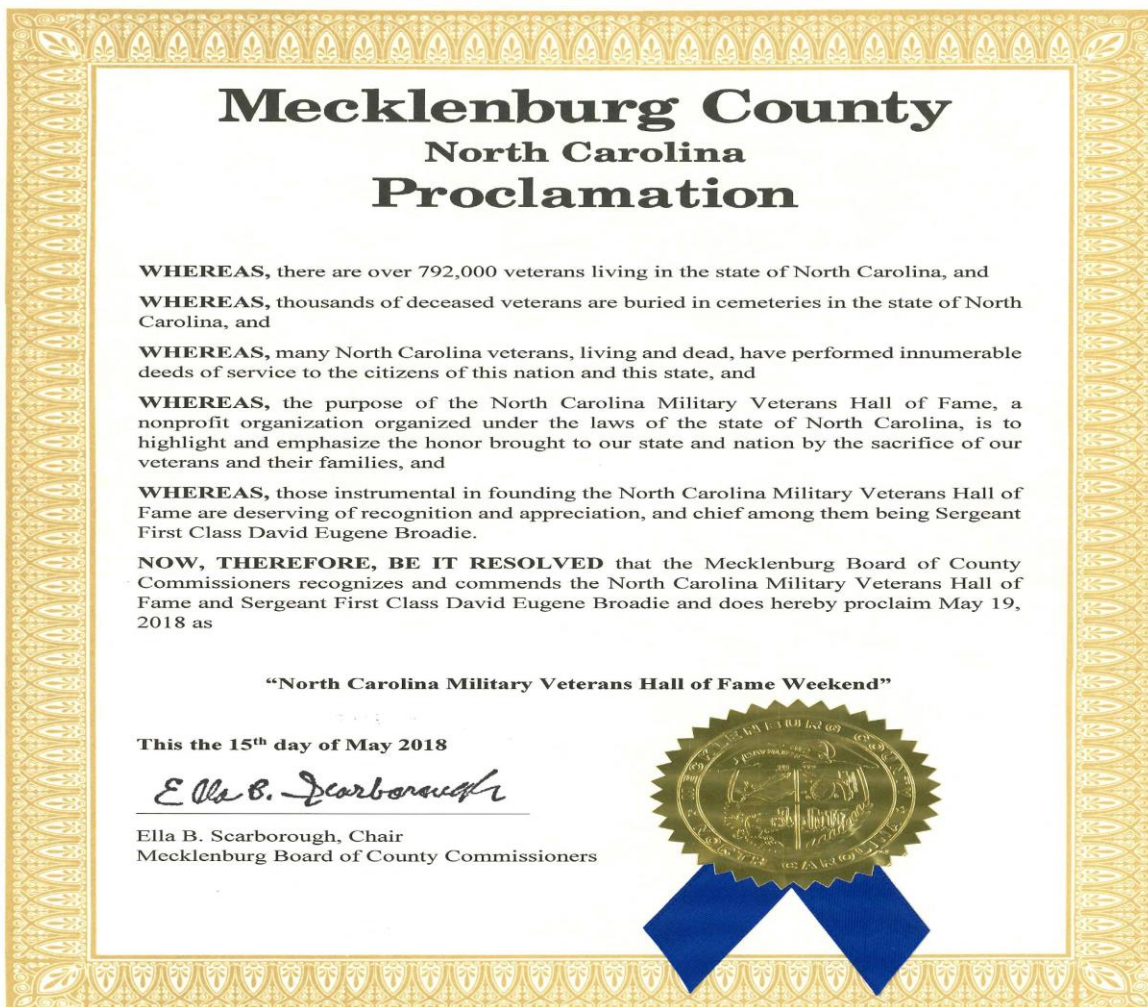 Mecklenburg County
North Carolina
Proclamation
WHEREAS, there are over 792,000 veterans living in the state of North Carolina, and
WHEREAS, thousands of deceased veterans are buried in cemeteries in the state of North
Carolina, and
WHEREAS, many North Carolina veterans, living and dead, have performed innumerable
deeds of service to the citizens of this nation and this state, and
WHEREAS, the purpose of the North Carolina Military Veterans Hall of Fame, a
nonprofit organization organized under the laws of the state of North Carolina, is to
highlight and emphasize the honor brought to our state and nation by the sacrifice of our
veterans and their families, and
WHEREAS, those instrumental in founding the North Carolina Military Veterans Hall of
Fame are deserving of recognition and appreciation, and chief among them being Sergeant
First Class David Eugene Broadie.
NOW, THEREFORE, BE IT RESOLVED that the Mecklenburg Board of County
Commissioners recognizes and commends the North Carolina Military Veterans Hall of
Fame and Sergeant First Class David Eugene Broadie and does hereby proclaim May 19,
2018 as
“North Carolina Military Veterans Hall of Fame Weekend”
This the 15th day of May 2018
Ella B. Scarborough
Ella B. Scarborough, Chair
Mecklenburg Board of County Commissioners
MECKLENBURG COUNTY
NORTH CAROLINA